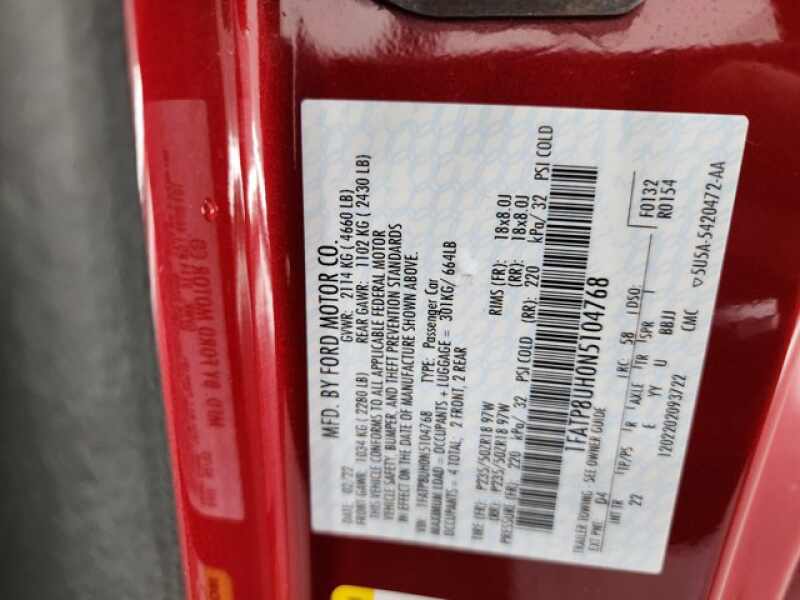 MFD. BY FORD MOTOR CO.
DATE: 02/22 GVWR: 2114 KG ( 4660 LB)
FRONT GAWR: 1034 KG ( 2280 LB) REAR GAWR: 1102 KG ( 2430 LB)
THIS VEHICLE CONFORMS TO ALL APPLICABLE FEDERAL MOTOR
VEHICLE SAFETY, BUMPER, AND THEFT PREVENTION STANDARDS
IN EFFECT ON THE DATE OF MANUFACTURE SHOWN ABOVE.
VIN: 1FATP8UH0N5104768 TYPE: Passenger Car
MAXIMUM LOAD = OCCUPANTS + LUGGAGE = 301KG/ 664LB
OCCUPANTS = 4 TOTAL; 2 FRONT, 2 REAR
TIRE (FR): P235/50ZR18 97W RIMS (FR): 18x8.0J
(RR): P235/50ZR18 97W (RR): 18x8.0J
PRESSURE (FR): 220 kPa/ 32 PSI COLD (RR): 220 kPa/ 32 PSI COLD
1FATP8UH0N5104768
TRAILER TOWING SEE OWNER GUIDE
EXT PNT: D4 RC: 58 DSO: F0132
INT TR TP/PS R AXLE TR SPR R0154
22 E YY U BBJJ
1202202093722 CMC 5U5A-5420472-AA